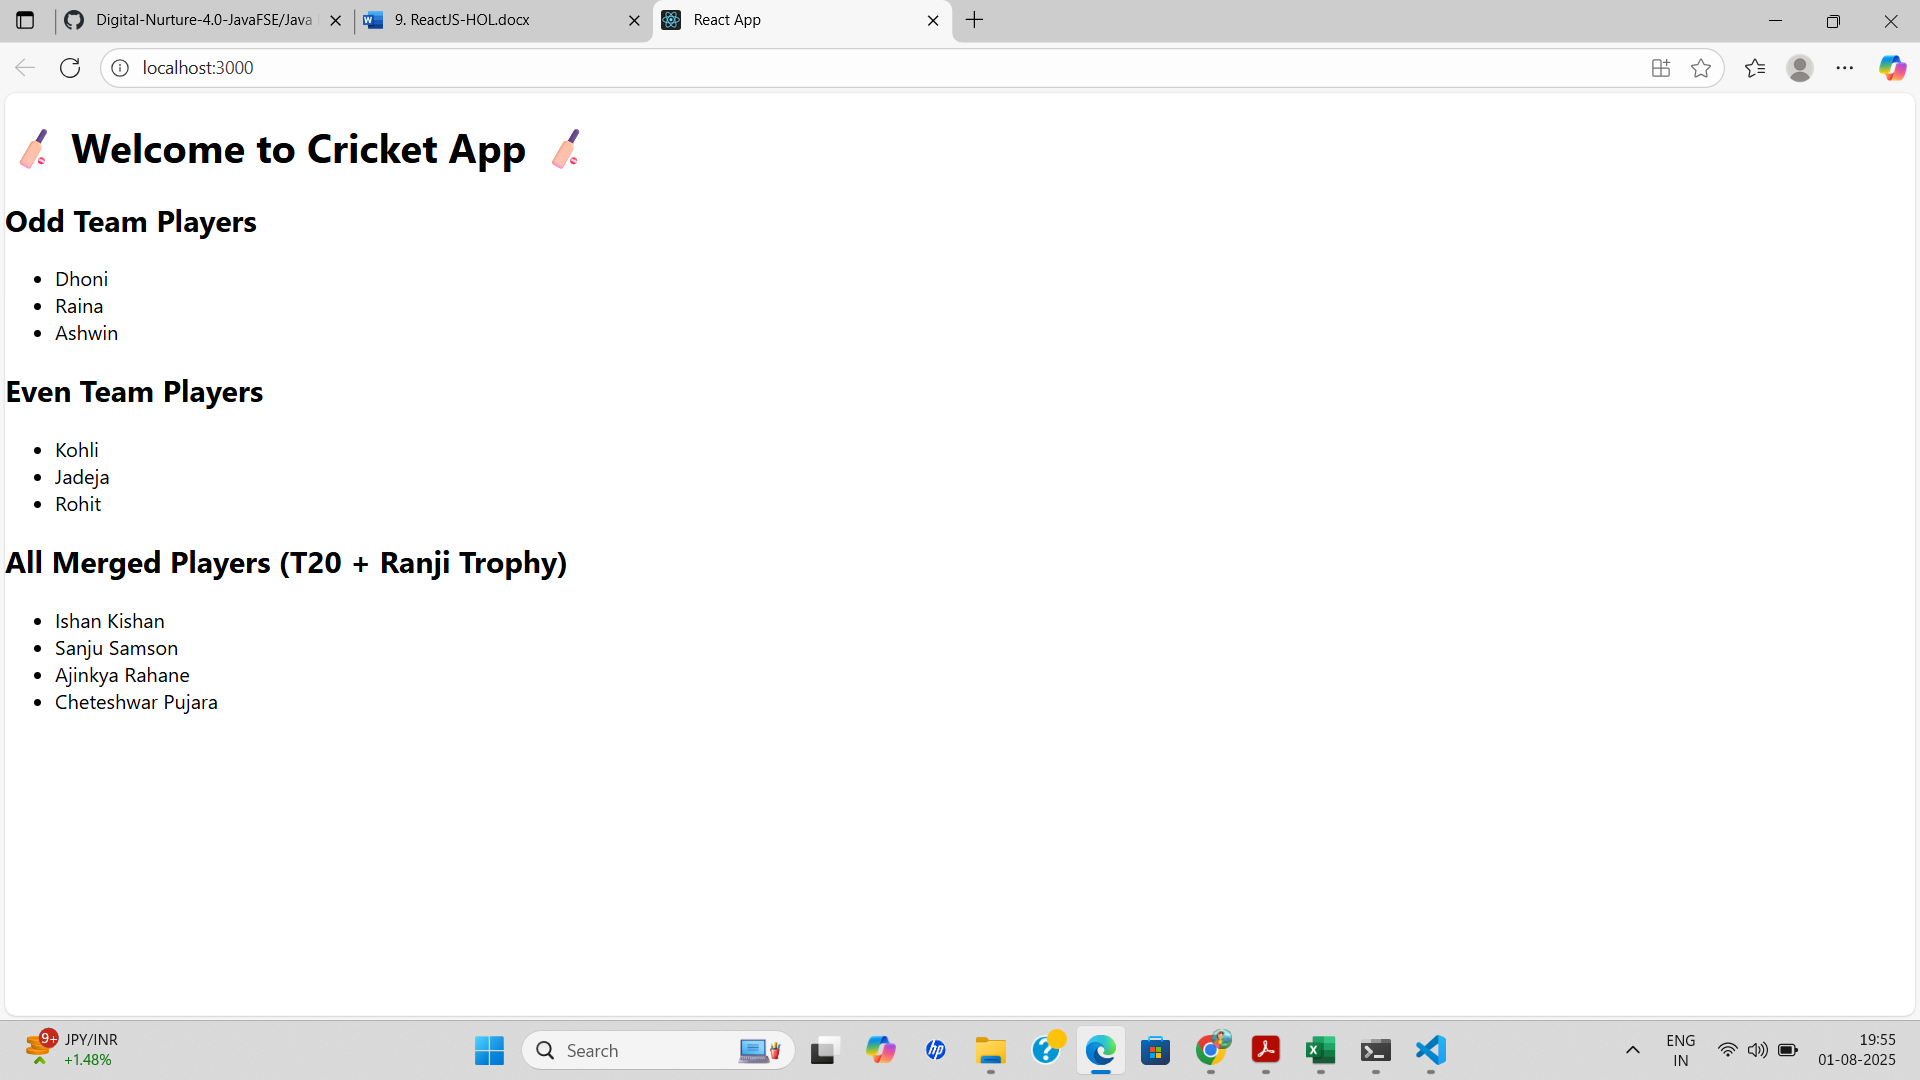 Digital-Nurture-4.0-JavaFSE/Java
9. ReactJS-HOL.docx
React App
localhost:3000
Welcome to Cricket App
Odd Team Players
Dhoni
Raina
Ashwin
Even Team Players
Kohli
Jadeja
Rohit
All Merged Players (T20 + Ranji Trophy)
Ishan Kishan
Sanju Samson
Ajinkya Rahane
Cheteshwar Pujara
9+
JPY/INR
+1.48%
Search
hp
ENG
IN
19:55
01-08-2025